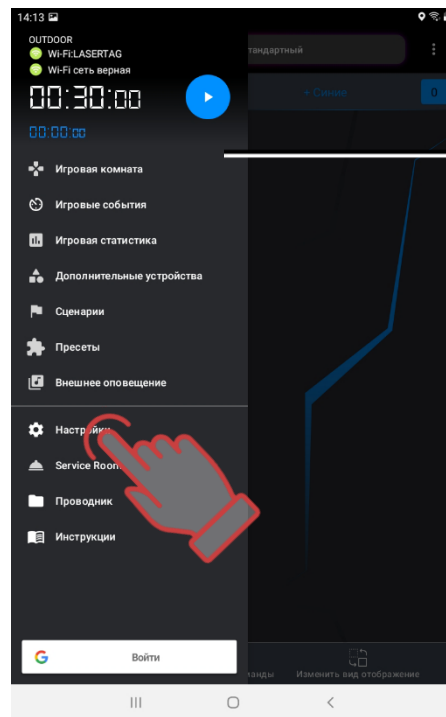 14:13
OUTDOOR
Wi-Fi:LASERTAG
Wi-Fi сеть верная
тандартный
00:30:00
+ Синие
0
00:00:00
Игровая комната
Игровые события
Игровая статистика
Дополнительные устройства
Сценарии
Пресеты
Внешнее оповещение
Настройки
Service Room
Проводник
Инструкции
G
Войти
манды
Изменить вид отображение